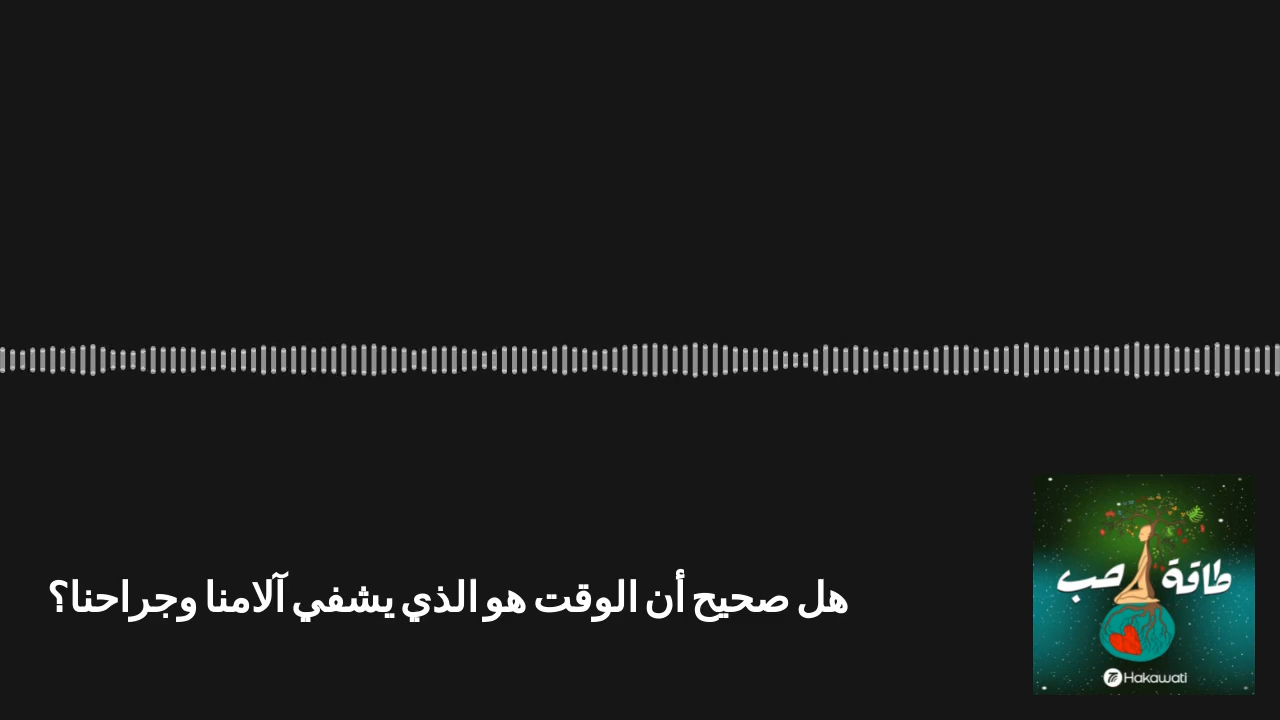 هل صحيح أن الوقت هو الذي يشفي آلامنا وجراحنا؟
طاقة حب
Hakawati